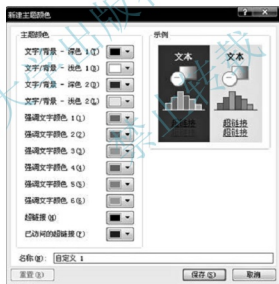 新建主题颜色
主题颜色
示例
文字/背景 - 深色 1(T)
文字/背景 - 浅色 1(B)
文字/背景 - 深色 2(D)
文字/背景 - 浅色 2(L)
强调文字颜色 1(1)
强调文字颜色 2(2)
强调文字颜色 3(3)
强调文字颜色 4(4)
强调文字颜色 5(5)
强调文字颜色 6(6)
超链接(H)
已访问的超链接(F)
文本
文本
超链接
超链接
超链接
超链接
名称(N): 自定义 1
重置(R)
保存(S)
取消